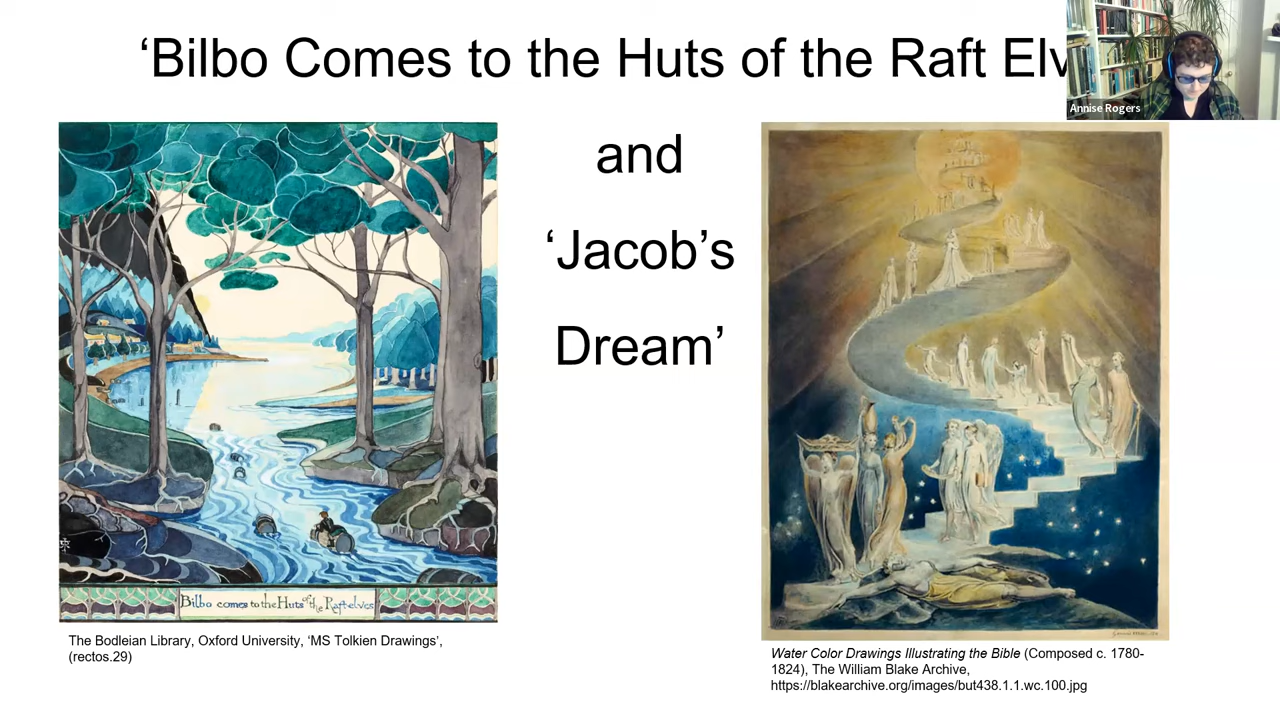 ‘Bilbo Comes to the Huts of the Raft
Annise Rogers
and
‘Jacob’s
Dream’
Bilbo comes to the Huts of the Raftelves
The Bodleian Library, Oxford University, ‘MS Tolkien Drawings’,
(rectos.29)
Water Color Drawings Illustrating the Bible (Composed c. 1780-
1824), The William Blake Archive,
https://blakearchive.org/images/but438.1.1.wc.100.jpg